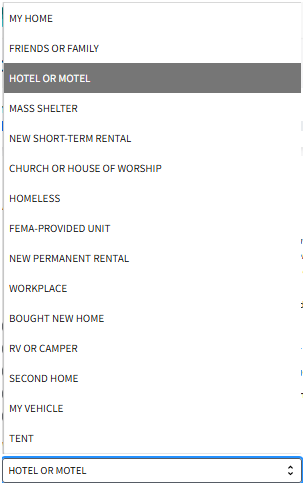 MY HOME
FRIENDS OR FAMILY
HOTEL OR MOTEL
MASS SHELTER
NEW SHORT-TERM RENTAL
CHURCH OR HOUSE OF WORSHIP
HOMELESS
FEMA-PROVIDED UNIT
NEW PERMANENT RENTAL
WORKPLACE
BOUGHT NEW HOME
RV OR CAMPER
SECOND HOME
MY VEHICLE
TENT
HOTEL OR MOTEL